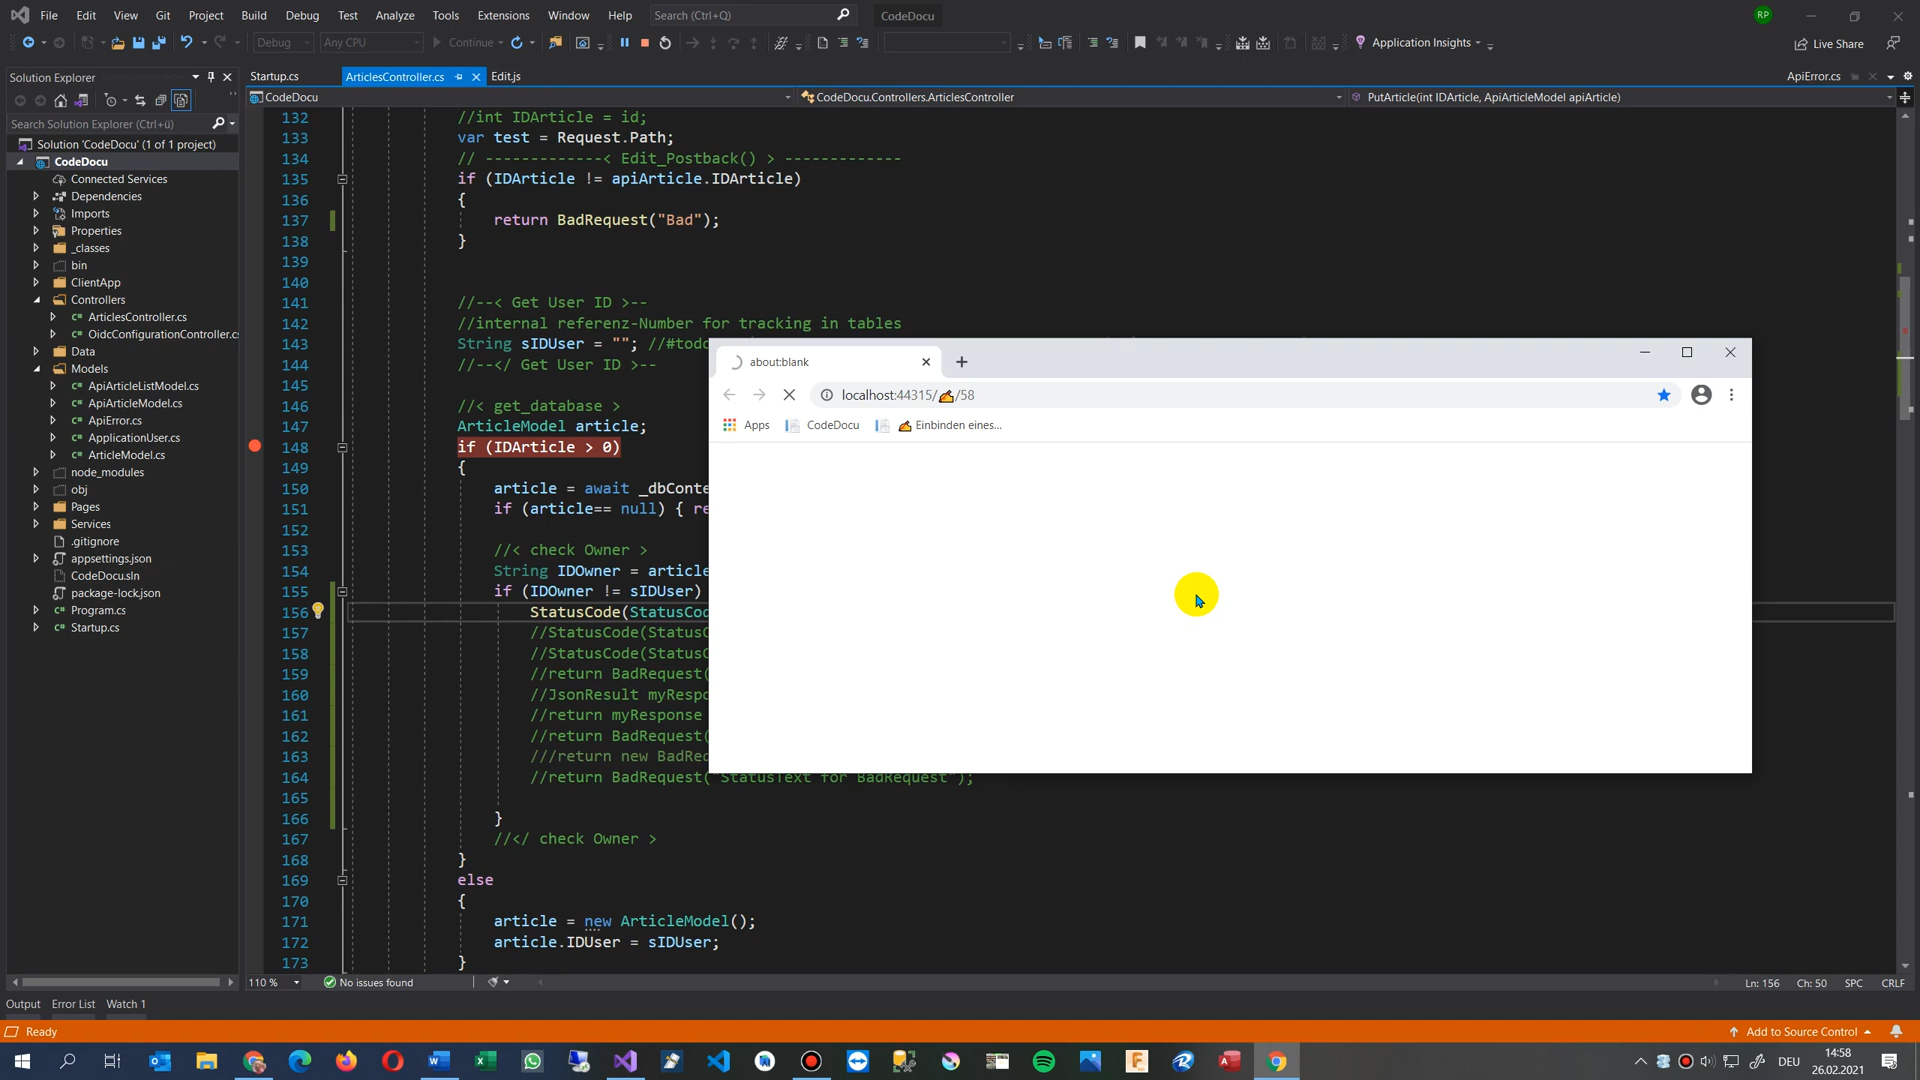 File Edit View Git Project Build Debug Test Analyze Tools Extensions Window Help Search (Ctrl+Q) CodeDocu RP
Debug Any CPU Continue Application Insights Live Share
Solution Explorer
Startup.cs ArticlesController.cs Edit.js ApiError.cs
CodeDocu CodeDocu.Controllers.ArticlesController PutArticle(int IDArticle, ApiArticleModel apiArticle)
Search Solution Explorer (Ctrl+ü)
Solution 'CodeDocu' (1 of 1 project)
CodeDocu
Connected Services
Dependencies
Imports
Properties
_classes
bin
ClientApp
Controllers
ArticlesController.cs
OidcConfigurationController.cs
Data
Models
ApiArticleListModel.cs
ApiArticleModel.cs
ApiError.cs
ApplicationUser.cs
ArticleModel.cs
node_modules
obj
Pages
Services
.gitignore
appsettings.json
CodeDocu.sln
package-lock.json
Program.cs
Startup.cs
132 //int IDArticle = id;
133 var test = Request.Path;
134 // -------------< Edit_Postback() > -------------
135 if (IDArticle != apiArticle.IDArticle)
136 {
137 return BadRequest("Bad");
138 }
139
140
141 //--< Get User ID >--
142 //internal referenz-Number for tracking in tables
143 String sIDUser = ""; //#todo
144 //--</ Get User ID >--
145
146 //< get_database >
147 ArticleModel article;
148 if (IDArticle > 0)
149 {
150 article = await _dbConte
151 if (article== null) { re
152
153 //< check Owner >
154 String IDOwner = article
155 if (IDOwner != sIDUser)
156 StatusCode(StatusCod
157 //StatusCode(StatusC
158 //StatusCode(StatusC
159 //return BadRequest(
160 //JsonResult myRespo
161 //return myResponse
162 //return BadRequest(
163 ///return new BadReq
164 //return BadRequest("StatusText for BadRequest");
165
166 }
167 //</ check Owner >
168 }
169 else
170 {
171 article = new ArticleModel();
172 article.IDUser = sIDUser;
173 }
about:blank
localhost:44315/✍/58
Apps CodeDocu ✍ Einbinden eines...
110 % No issues found Ln: 156 Ch: 50 SPC CRLF
Output Error List Watch 1
Ready Add to Source Control
DEU 14:58
26.02.2021